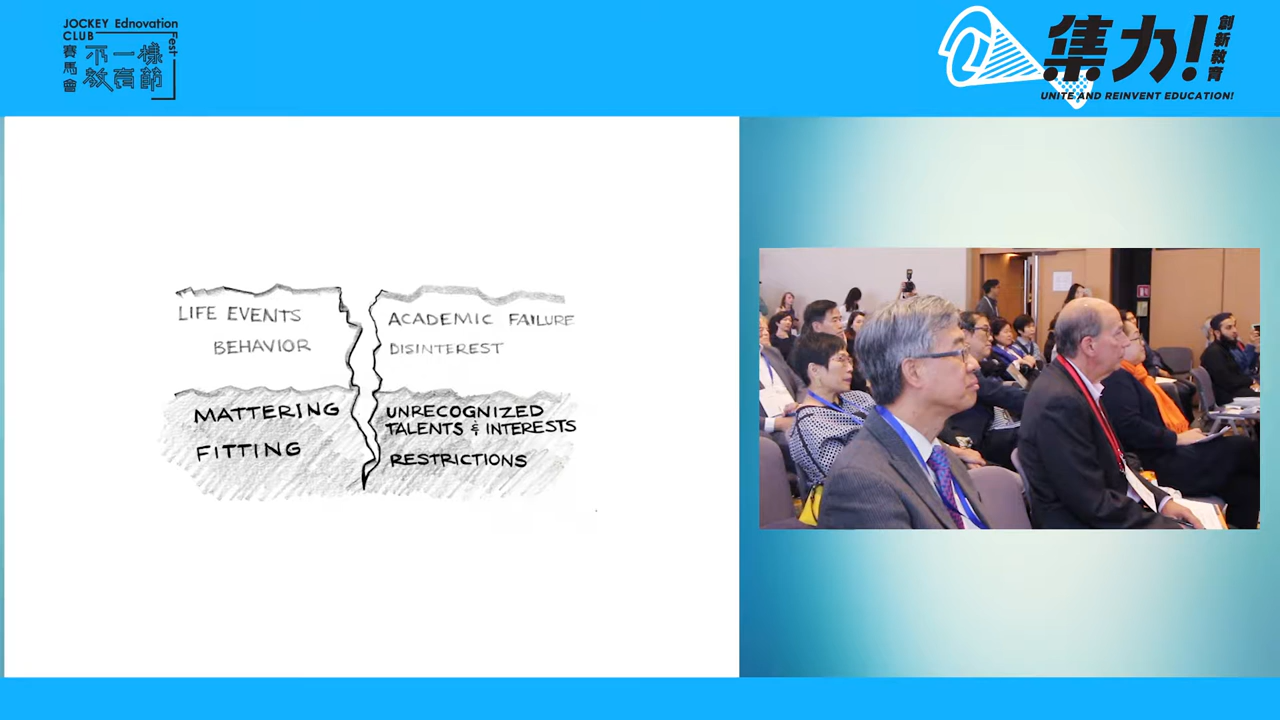 JOCKEY Ednovation
CLUB Fest
賽馬會
不一樣
教育節
集力!
創新教育
UNITE AND REINVENT EDUCATION!
LIFE EVENTS
BEHAVIOR
ACADEMIC FAILURE
DISINTEREST
MATTERING
FITTING
UNRECOGNIZED
TALENTS & INTERESTS
RESTRICTIONS